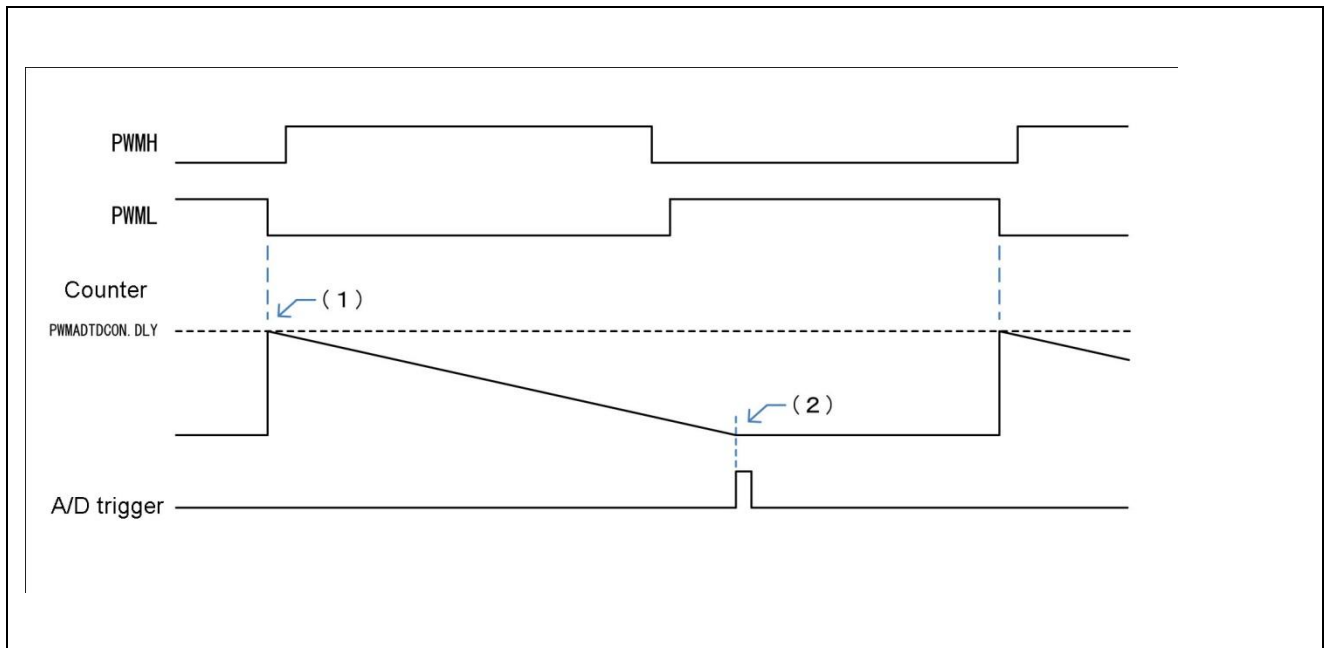 PWMH
PWML
Counter
(1)
PWMADTDCON.DLY
(2)
A/D trigger